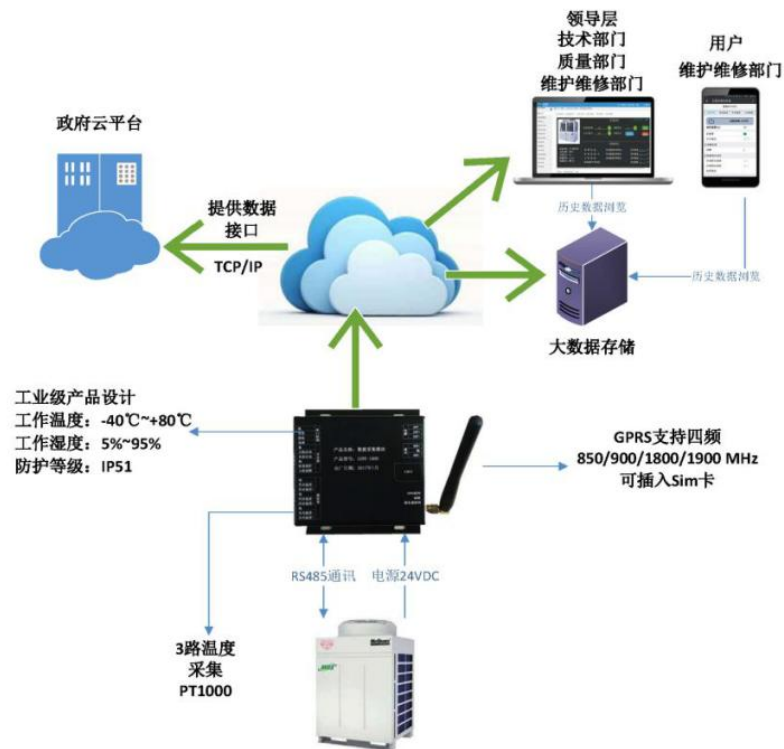 领导层
技术部门
质量部门
维护维修部门
用户
维护维修部门
政府云平台
提供数据
接口
TCP/IP
历史数据浏览
历史数据浏览
大数据存储
工业级产品设计
工作温度：-40℃~+80℃
工作湿度：5%~95%
防护等级：IP51
GPRS支持四频
850/900/1800/1900 MHz
可插入Sim卡
RS485通讯
电源24VDC
3路温度
采集
PT1000